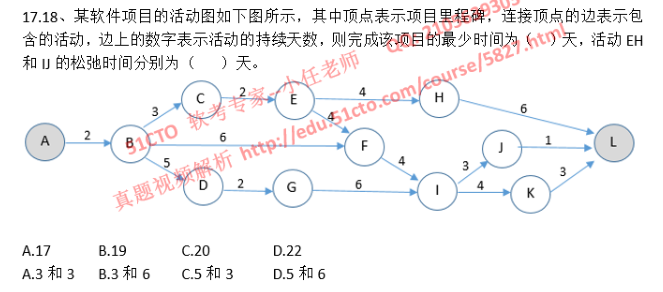 17.18、某软件项目的活动图如下图所示，其中顶点表示项目里程碑，连接顶点的边表示包
含的活动，边上的数字表示活动的持续天数，则完成该项目的最少时间为（ ）天，活动 EH
和 IJ 的松弛时间分别为（ ）天。
51CTO 软考专家--小任老师
真题视频解析 http://edu.51cto.com/course/5827.html
C 2 E 4 H
3 4 6
A 2 B 6 F J 1 L
5 4 3
D 2 G 6 I 4 K 3
A.17 B.19 C.20 D.22
A.3 和 3 B.3 和 6 C.5 和 3 D.5 和 6